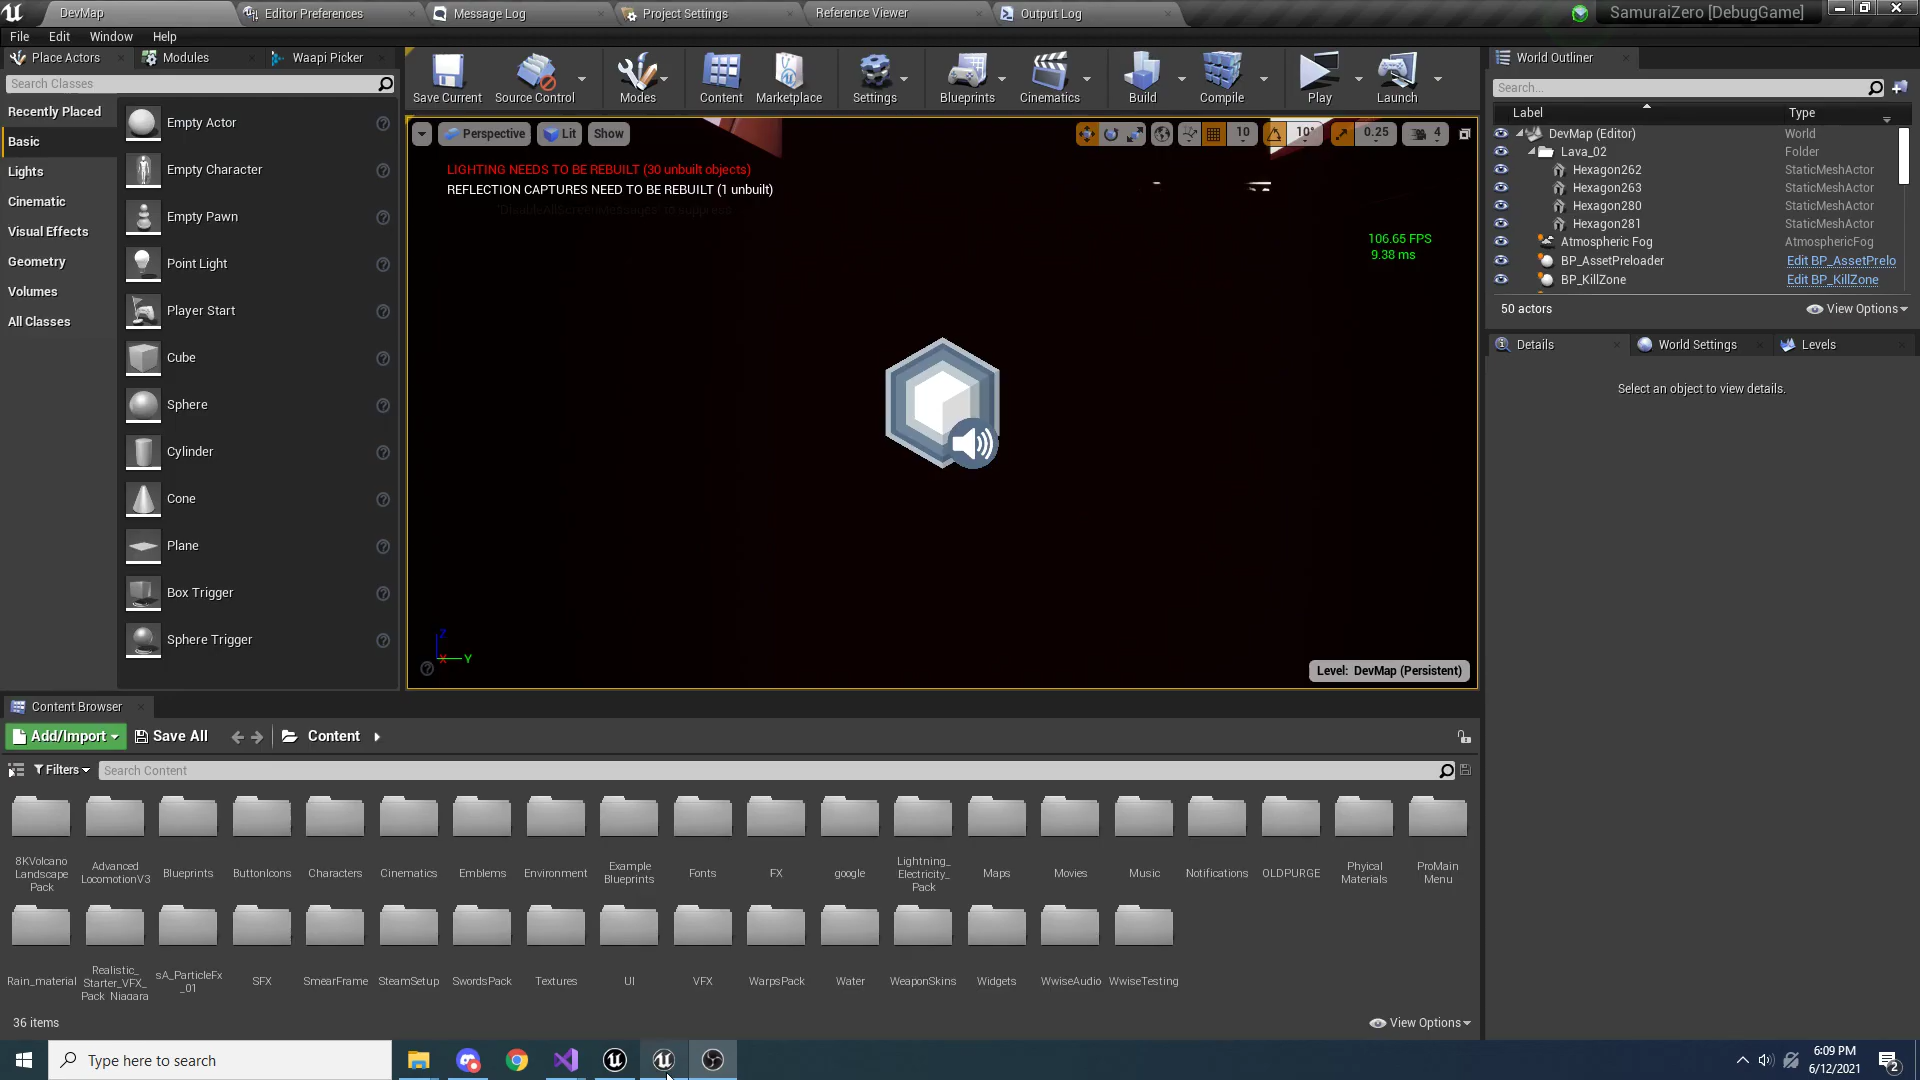 DevMap
Editor Preferences
Message Log
Project Settings
Reference Viewer
Output Log
SamuraiZero [DebugGame]
File
Edit
Window
Help
Place Actors
Modules
Waapi Picker
Search Classes
Recently Placed
Basic
Lights
Cinematic
Visual Effects
Geometry
Volumes
All Classes
Empty Actor
Empty Character
Empty Pawn
Point Light
Player Start
Cube
Sphere
Cylinder
Cone
Plane
Box Trigger
Sphere Trigger
Save Current
Source Control
Modes
Content
Marketplace
Settings
Blueprints
Cinematics
Build
Compile
Play
Launch
Perspective
Lit
Show
10
10°
0.25
4
LIGHTING NEEDS TO BE REBUILT (30 unbuilt objects)
REFLECTION CAPTURES NEED TO BE REBUILT (1 unbuilt)
'DisableAllScreenMessages' to suppress
106.65 FPS
9.38 ms
Z
X
Y
Level: DevMap (Persistent)
World Outliner
Search...
Label
Type
DevMap (Editor)
World
Lava_02
Folder
Hexagon262
StaticMeshActor
Hexagon263
StaticMeshActor
Hexagon280
StaticMeshActor
Hexagon281
StaticMeshActor
Atmospheric Fog
AtmosphericFog
BP_AssetPreloader
Edit BP_AssetPrelo
BP_KillZone
Edit BP_KillZone
50 actors
View Options
Details
World Settings
Levels
Select an object to view details.
Content Browser
Add/Import
Save All
Content
Filters
Search Content
8KVolcano
Landscape
Pack
Advanced
LocomotionV3
Blueprints
ButtonIcons
Characters
Cinematics
Emblems
Environment
Example
Blueprints
Fonts
FX
google
Lightning_
Electricity_
Pack
Maps
Movies
Music
Notifications
OLDPURGE
Phyical
Materials
ProMain
Menu
Rain_material
Realistic_
Starter_VFX_
Pack_Niagara
sA_ParticleFx
_01
SFX
SmearFrame
SteamSetup
SwordsPack
Textures
UI
VFX
WarpsPack
Water
WeaponSkins
Widgets
WwiseAudio
WwiseTesting
36 items
View Options
Type here to search
6:09 PM
6/12/2021
2